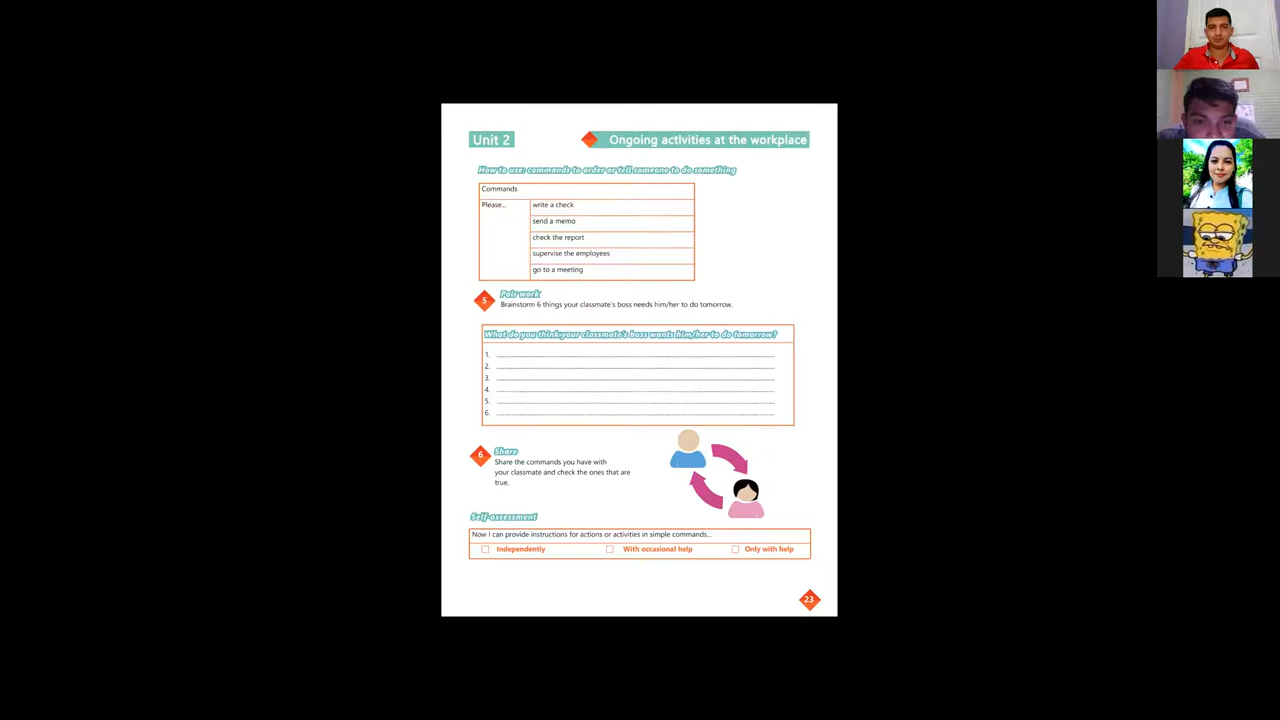 Unit 2
Ongoing activities at the workplace
How to use: commands to order or tell someone to do something
Commands
Please...
write a check
send a memo
check the report
supervise the employees
go to a meeting
5
Pair work
Brainstorm 6 things your classmate's boss needs him/her to do tomorrow.
What do you think your classmate's boss wants him/her to do tomorrow?
1.
2.
3.
4.
5.
6.
6
Share
Share the commands you have with
your classmate and check the ones that are
true.
Self-assessment
Now I can provide instructions for actions or activities in simple commands...
Independently
With occasional help
Only with help
23